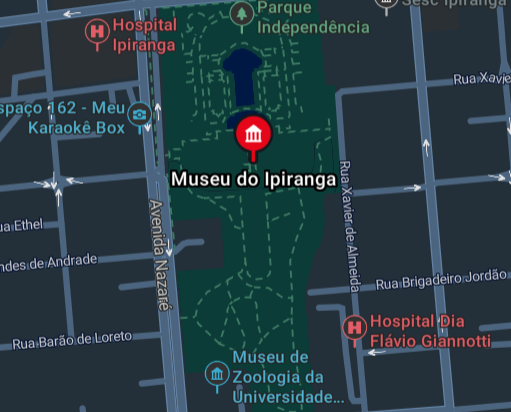 Parque
Independência
Sesc Ipiranga
Hospital
Ipiranga
Rua Xavie
spaço 162 - Meu
Karaokê Box
Museu do Ipiranga
Rua Xavier de Almeida
Avenida Nazaré
ua Ethel
ndes de Andrade
Rua Brigadeiro Jordão
Hospital Dia
Flávio Giannotti
Rua Barão de Loreto
Museu de
Zoologia da
Universidade...